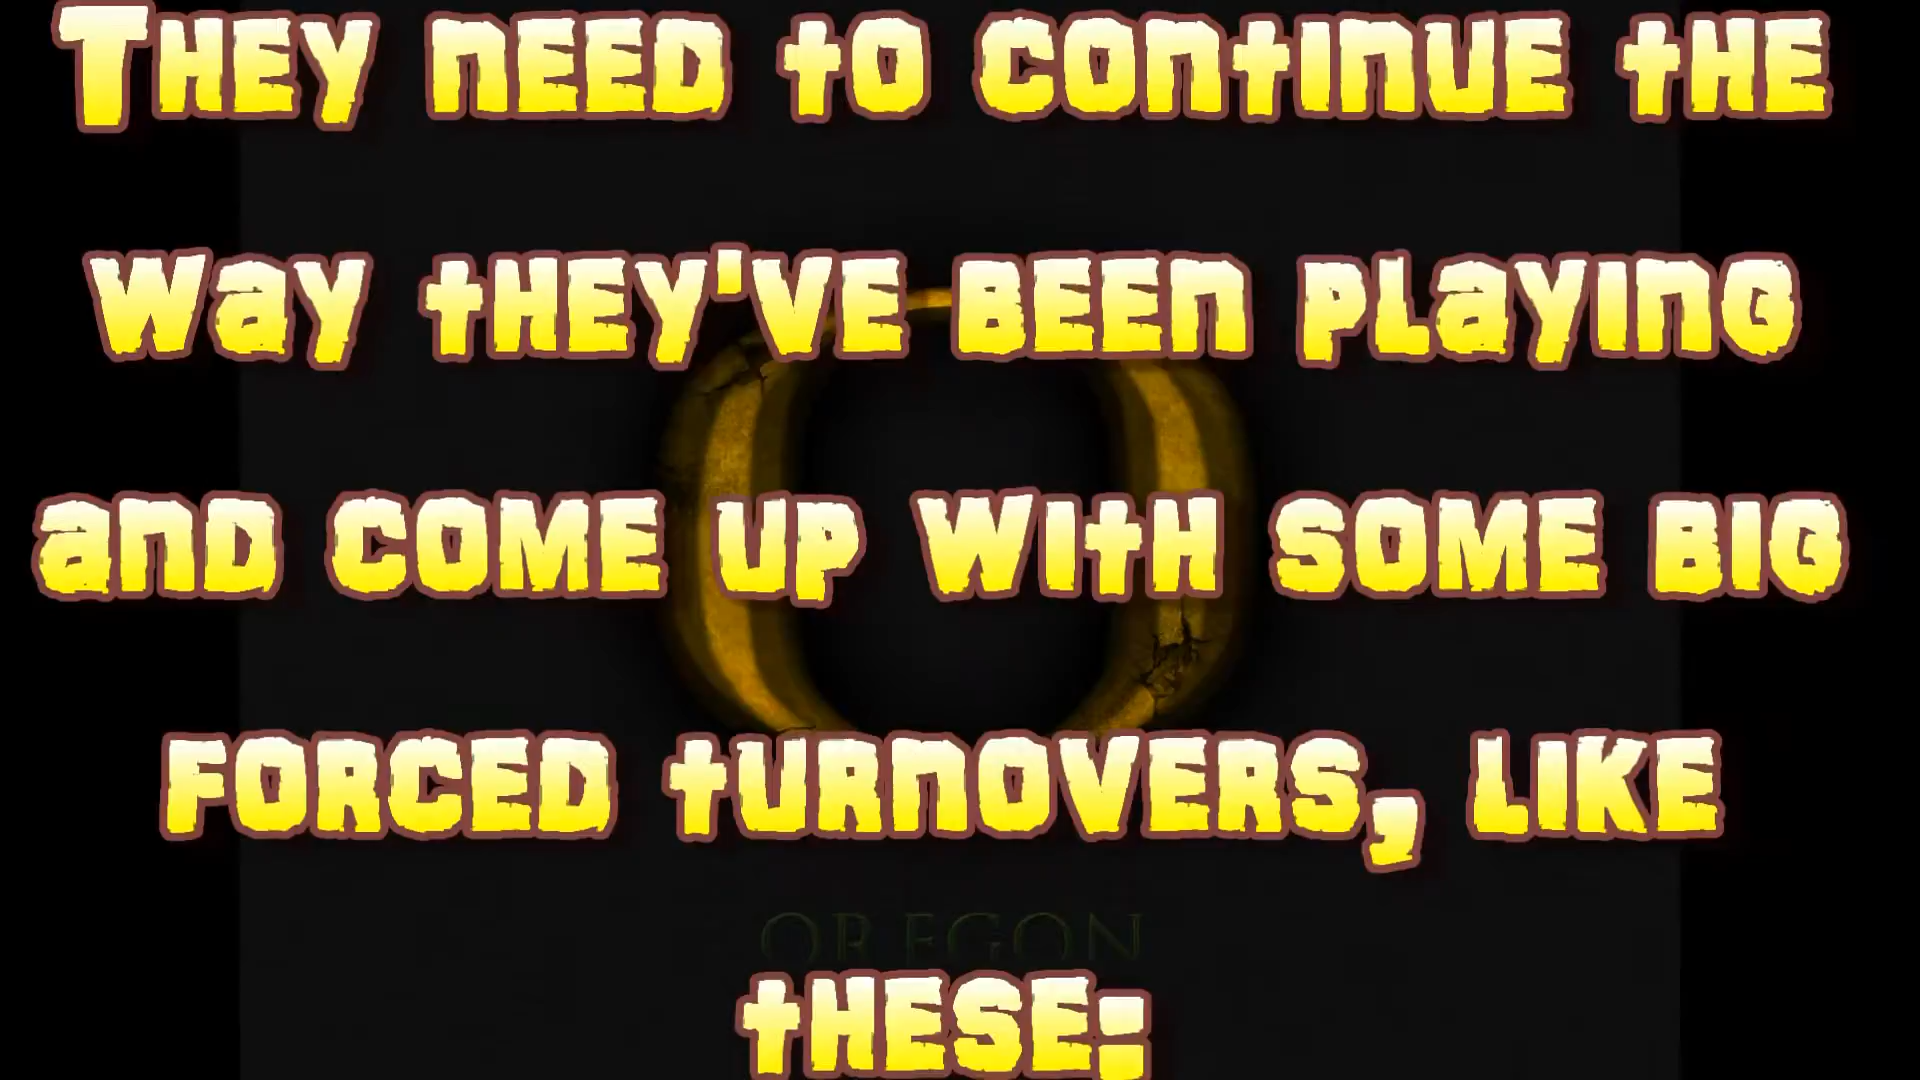 They need to continue the
way they've been playing
and come up with some big
forced turnovers, like
OREGON
these: